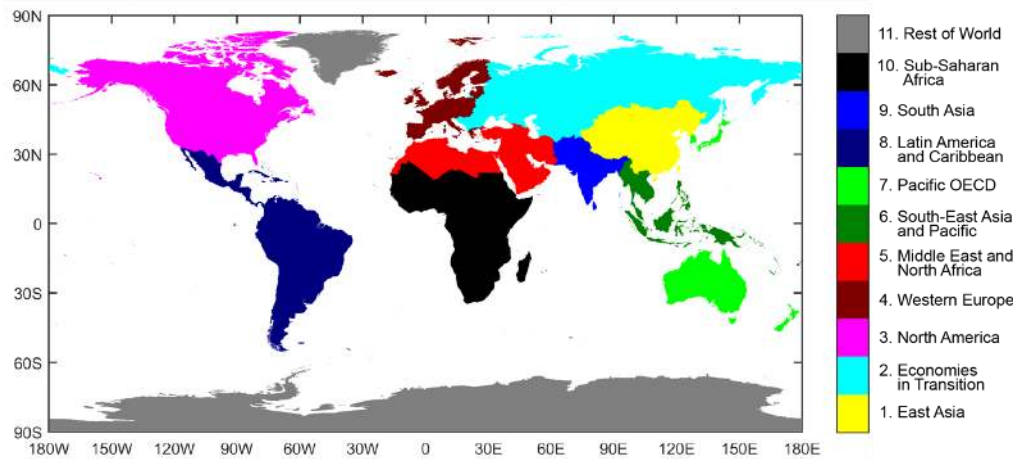 90N
60N
30N
0
30S
60S
90S
180W 150W 120W 90W 60W 30W 0 30E 60E 90E 120E 150E 180E
11. Rest of World
10. Sub-Saharan
Africa
9. South Asia
8. Latin America
and Caribbean
7. Pacific OECD
6. South-East Asia
and Pacific
5. Middle East and
North Africa
4. Western Europe
3. North America
2. Economies
in Transition
1. East Asia